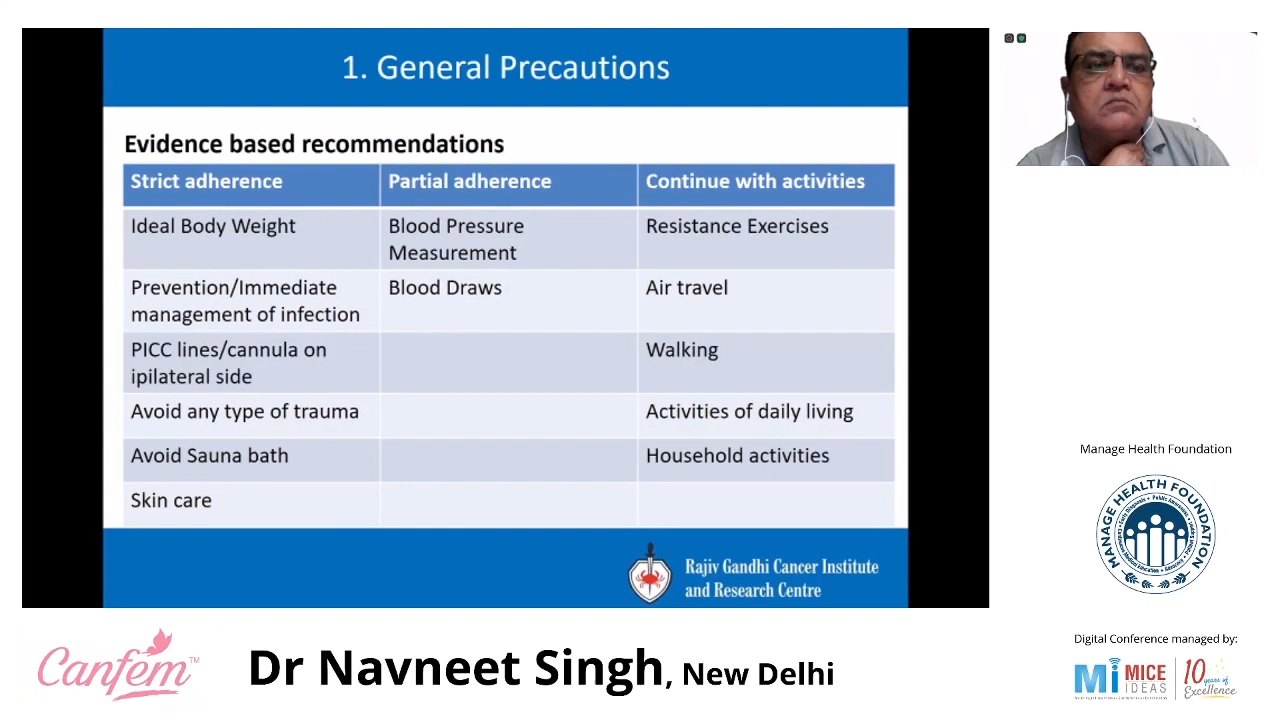 1. General Precautions
Evidence based recommendations
Strict adherence
Partial adherence
Continue with activities
Ideal Body Weight
Blood Pressure
Measurement
Resistance Exercises
Prevention/Immediate
management of infection
Blood Draws
Air travel
PICC lines/cannula on
ipilateral side
Walking
Avoid any type of trauma
Activities of daily living
Avoid Sauna bath
Household activities
Skin care
Rajiv Gandhi Cancer Institute
and Research Centre
Manage Health Foundation
MANAGE HEALTH FOUNDATION
Digital Conference managed by:
Mi MICE
IDEAS
10 years of
Excellence
Canfem™
Dr Navneet Singh, New Delhi